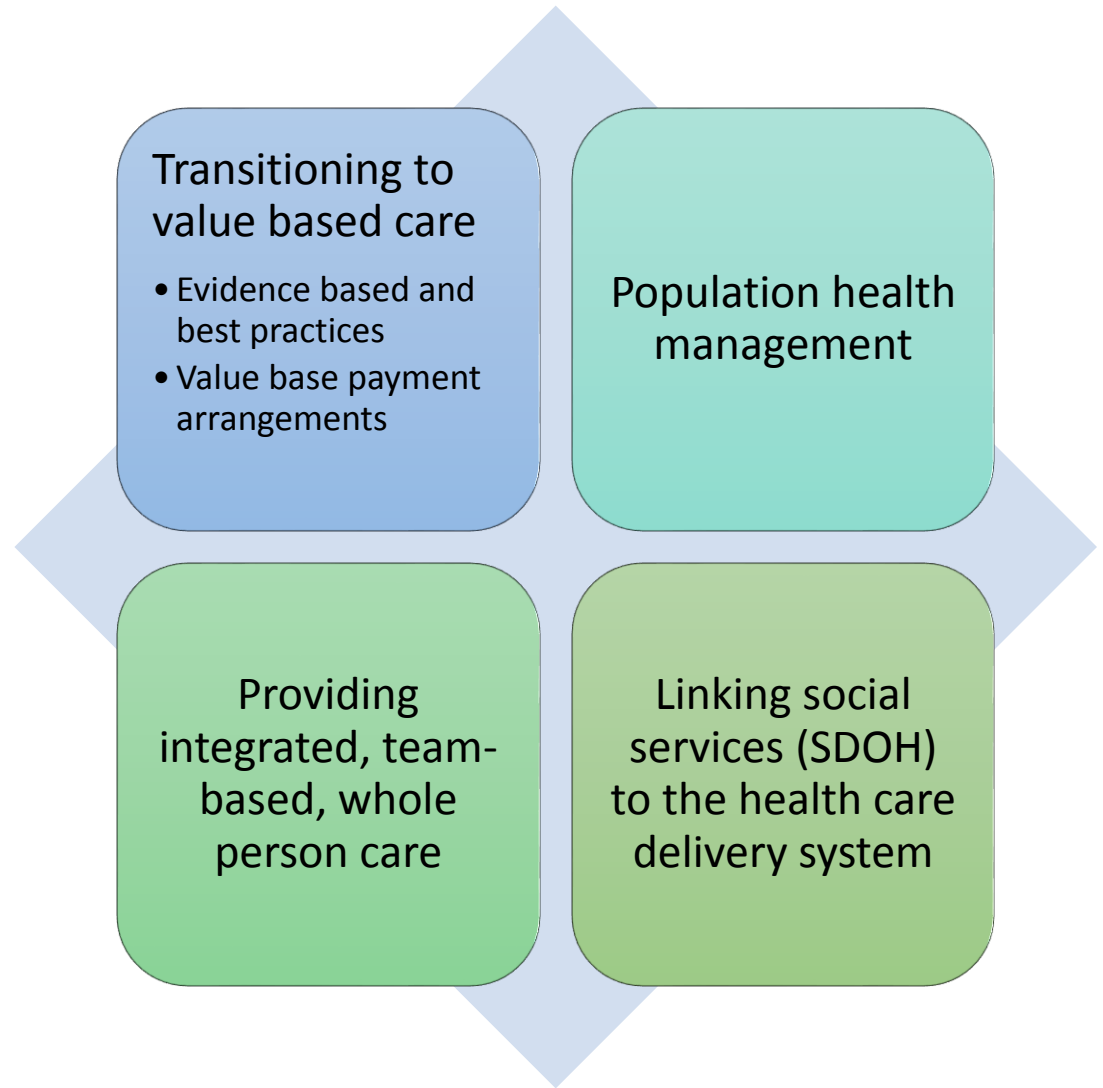 Transitioning to
value based care
• Evidence based and
best practices
• Value base payment
arrangements
Population health
management
Providing
integrated, team-
based, whole
person care
Linking social
services (SDOH)
to the health care
delivery system